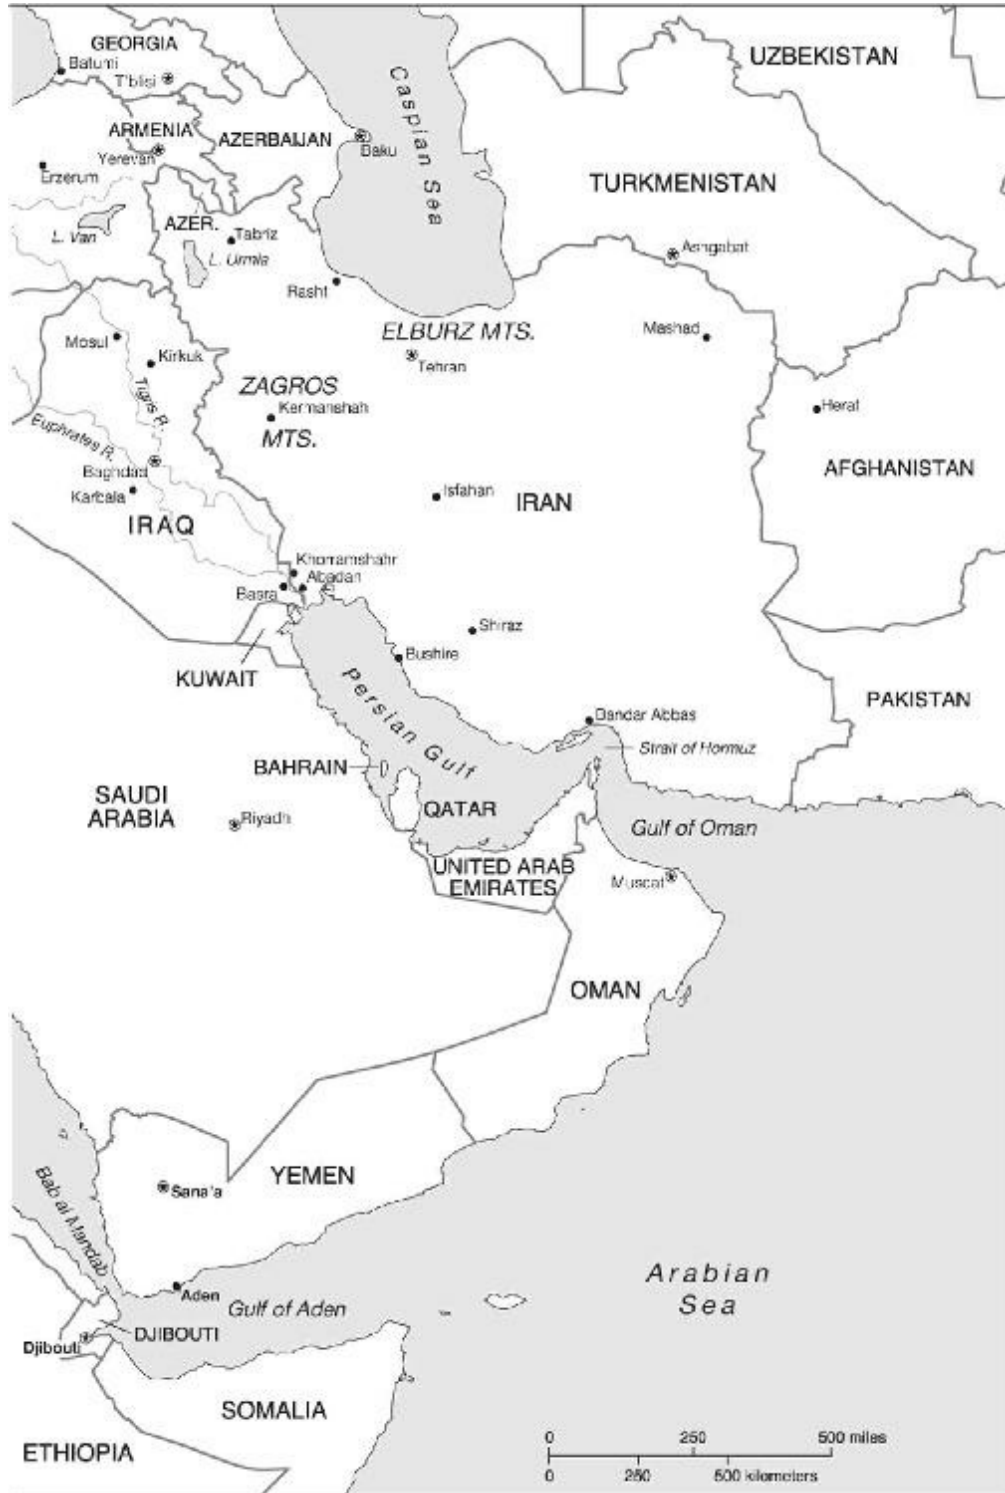 GEORGIA
Batumi
T'blisi
UZBEKISTAN
Caspian Sea
ARMENIA
AZERBAIJAN
Baku
Yerevan
Erzerum
TURKMENISTAN
AZER.
L. Van
Tabriz
L. Urmia
Ashgabat
Rasht
ELBURZ MTS.
Mashad
Mosul
Kirkuk
Tehran
Tigris R.
ZAGROS
Kermanshah
MTS.
Herat
Euphrates R.
Baghdad
Karbala
AFGHANISTAN
Isfahan
IRAN
IRAQ
Khorramshahr
Abadan
Basra
Shiraz
Bushire
KUWAIT
Persian Gulf
PAKISTAN
Bandar Abbas
Strait of Hormuz
BAHRAIN
SAUDI
ARABIA
Riyadh
QATAR
Gulf of Oman
UNITED ARAB
EMIRATES
Muscat
OMAN
YEMEN
Sana'a
Bab al Mandab
Aden
Gulf of Aden
Arabian
Sea
DJIBOUTI
Djibouti
SOMALIA
ETHIOPIA
0 250 500 miles
0 250 500 kilometers